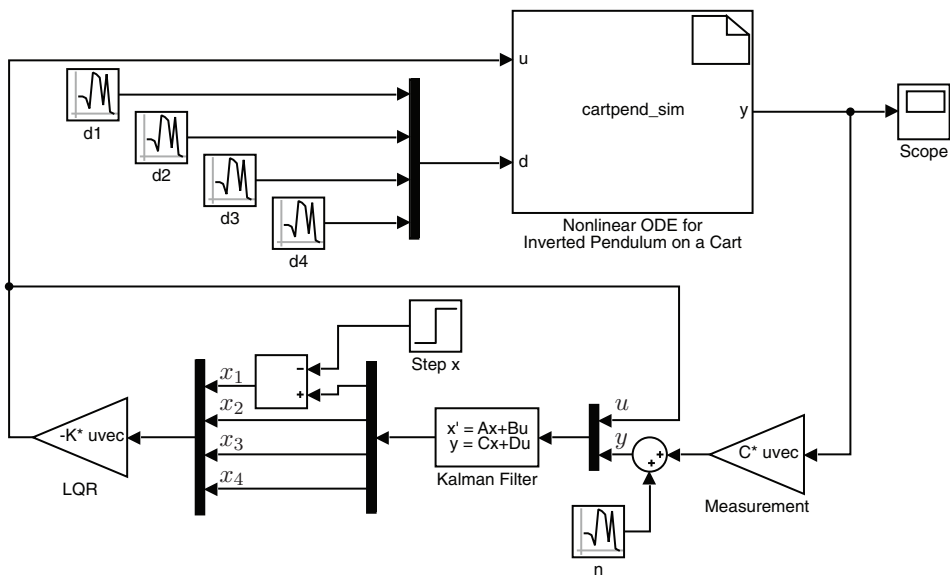 u
d
y
cartpend_sim
Nonlinear ODE for
Inverted Pendulum on a Cart
Scope
d1
d2
d3
d4
Step x
−
+
x1
x2
x3
x4
-K* uvec
LQR
x' = Ax+Bu
y = Cx+Du
Kalman Filter
u
y
+
+
C* uvec
Measurement
n